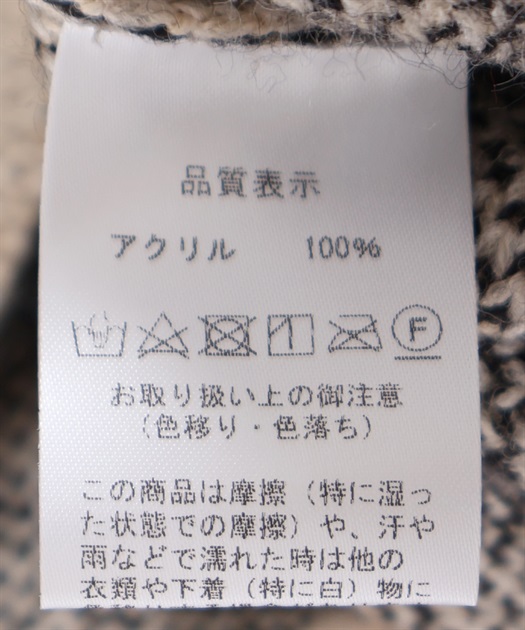 品質表示
アクリル 100%
F
お取り扱い上の御注意
（色移り・色落ち）
この商品は摩擦（特に湿っ
た状態での摩擦）や、汗や
雨などで濡れた時は他の
衣類や下着（特に白）物に